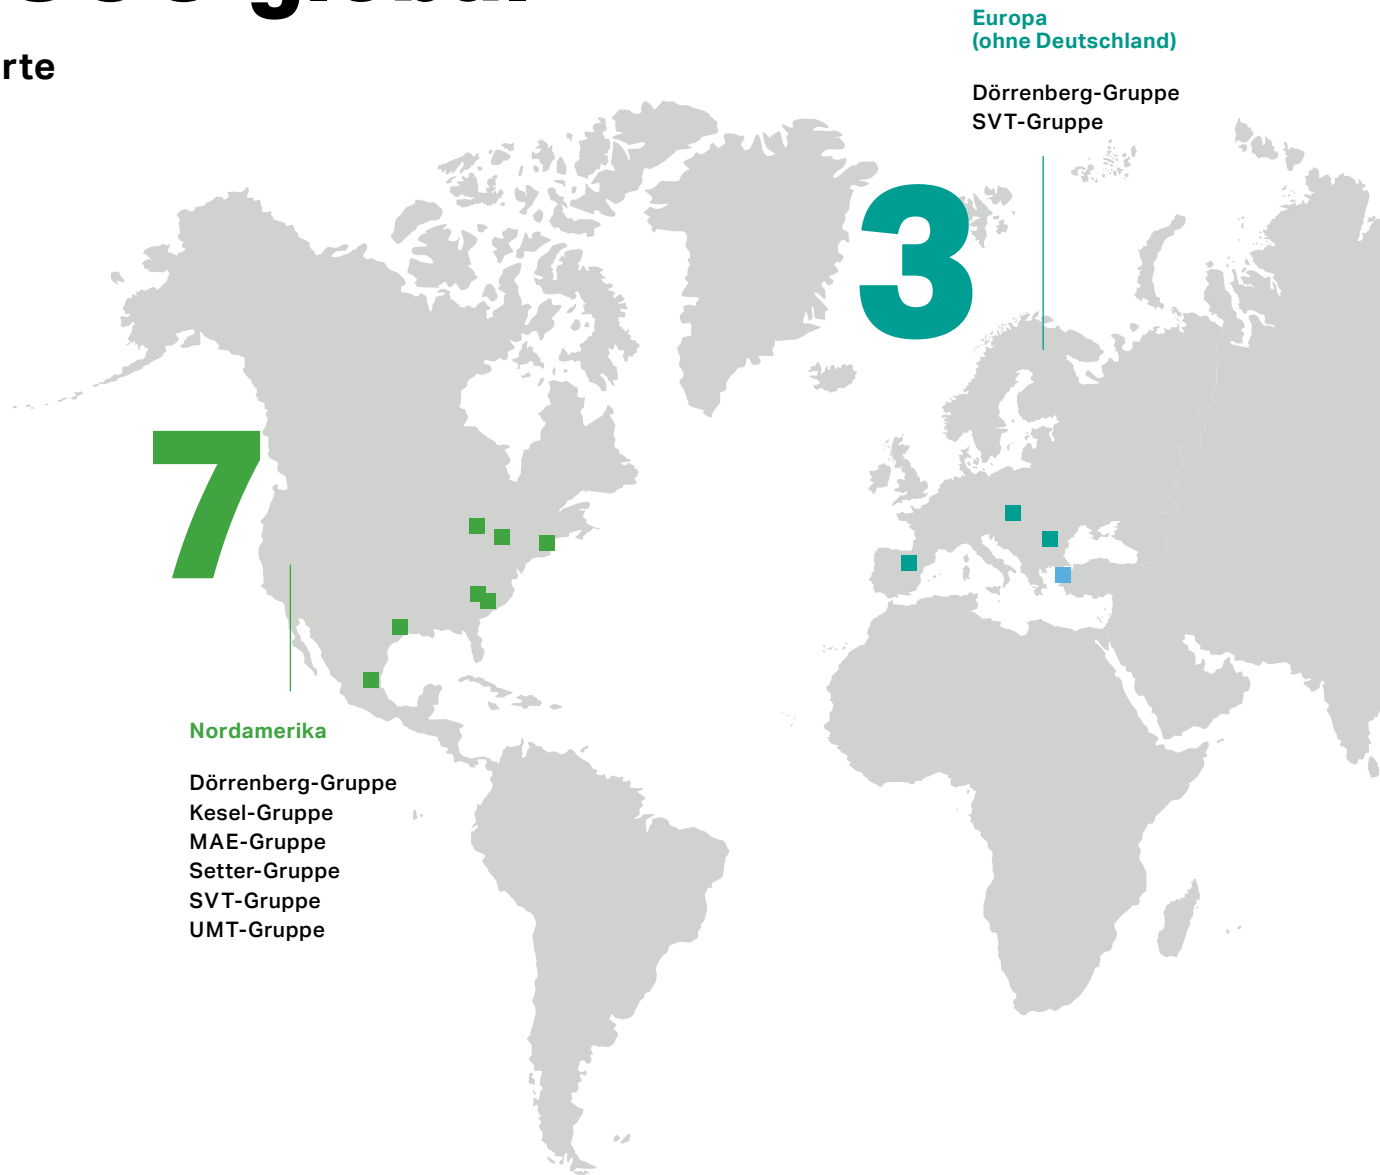 global
rte
Europa
(ohne Deutschland)
Dörrenberg-Gruppe
SVT-Gruppe
3
7
Nordamerika
Dörrenberg-Gruppe
Kesel-Gruppe
MAE-Gruppe
Setter-Gruppe
SVT-Gruppe
UMT-Gruppe